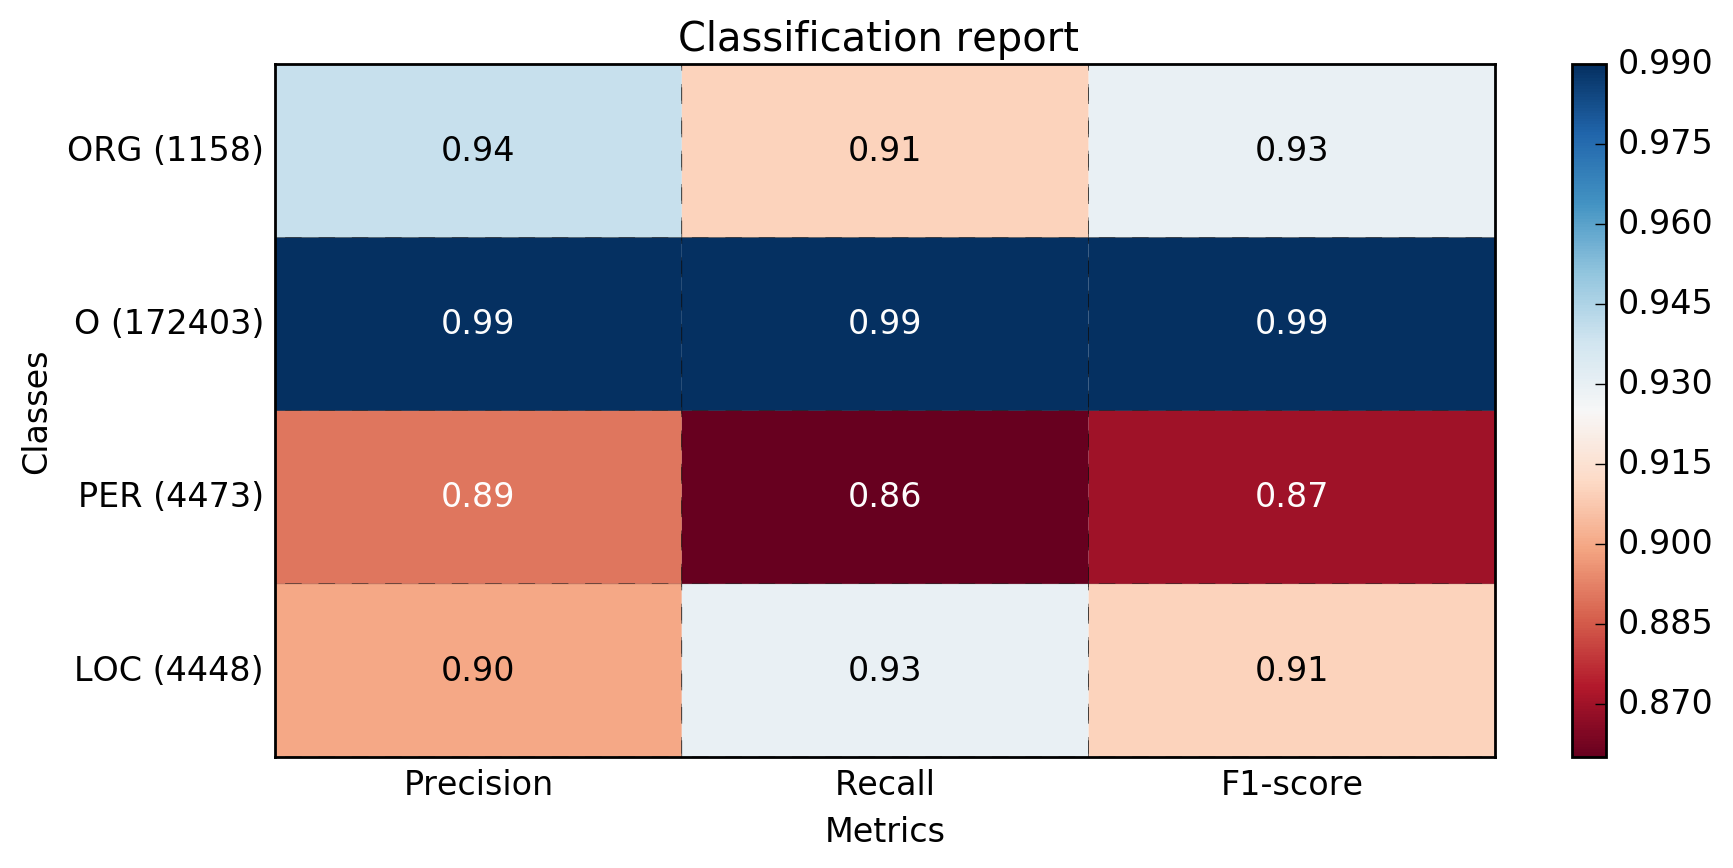 Classification report
ORG (1158) 0.94 0.91 0.93
O (172403) 0.99 0.99 0.99
PER (4473) 0.89 0.86 0.87
LOC (4448) 0.90 0.93 0.91
Classes
Precision Recall F1-score
Metrics
0.990
0.975
0.960
0.945
0.930
0.915
0.900
0.885
0.870